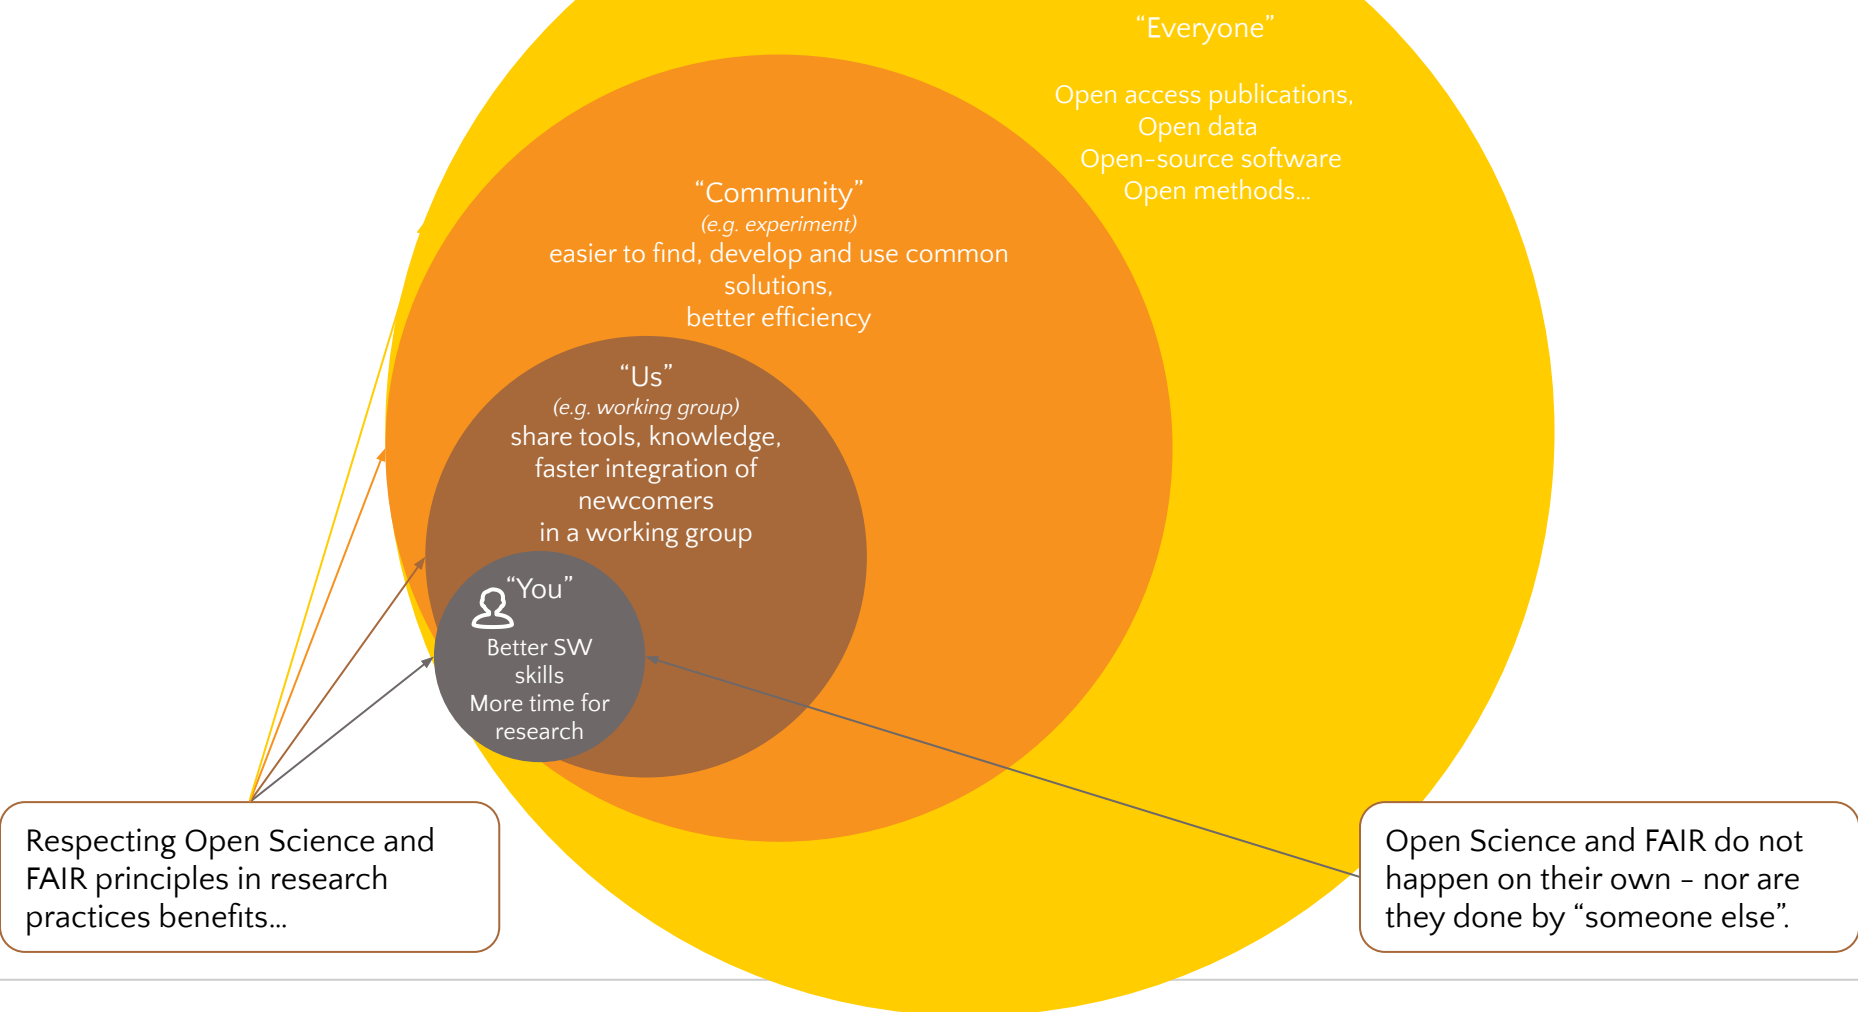 “Everyone”
Open access publications,
Open data
Open-source software
Open methods...
“Community”
(e.g. experiment)
easier to find, develop and use common
solutions,
better efficiency
“Us”
(e.g. working group)
share tools, knowledge,
faster integration of
newcomers
in a working group
“You”
Better SW
skills
More time for
research
Respecting Open Science and
FAIR principles in research
practices benefits...
Open Science and FAIR do not
happen on their own - nor are
they done by “someone else”.